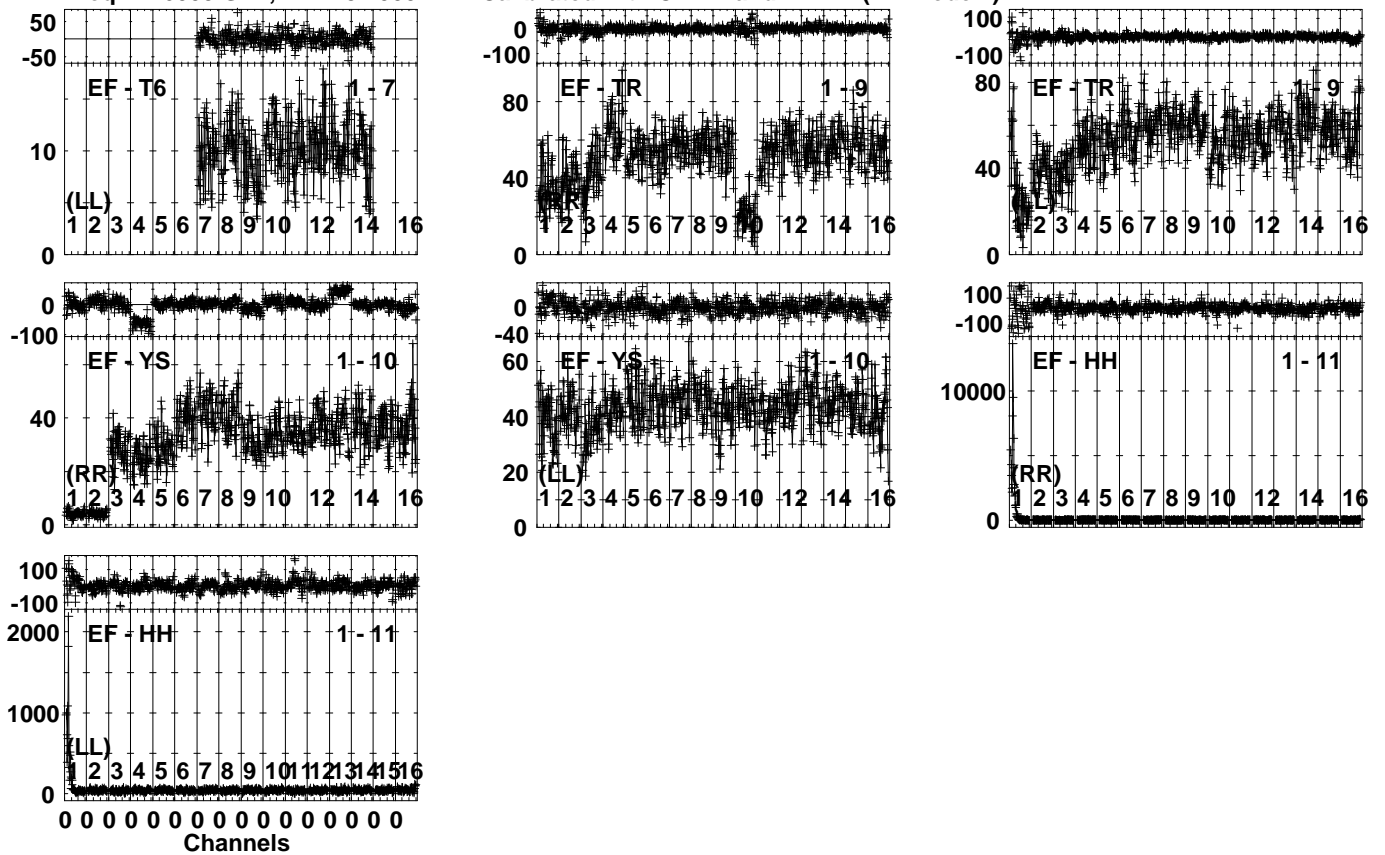 50
-50
EF - T6 1 - 7
10
(LL)
1 2 3 4 5 6 7 8 9 10 12 14 16
0
0
-100
EF - TR 1 - 9
80
40
(RR)
1 2 3 4 5 6 7 8 9 10 12 14 16
0
100
-100
EF - TR 1 - 9
80
40
2 3 4 5 6 7 8 9 10 12 14 16
0
0
-100
EF - YS 1 - 10
40
(RR)
1 2 3 4 5 6 7 8 9 10 12 14 16
0
0
-40
60
EF - YS 1 - 10
40
20
(LL)
1 2 3 4 5 6 7 8 9 10 12 14 16
0
100
-100
EF - HH 1 - 11
10000
(RR)
1 2 3 4 5 6 7 8 9 10 12 14 16
0
100
-100
2000
EF - HH 1 - 11
1000
(LL)
1 2 3 4 5 6 7 8 9 10 11 12 13 14 15 16
0
0 0 0 0 0 0 0 0 0 0 0 0 0 0 0 0
Channels